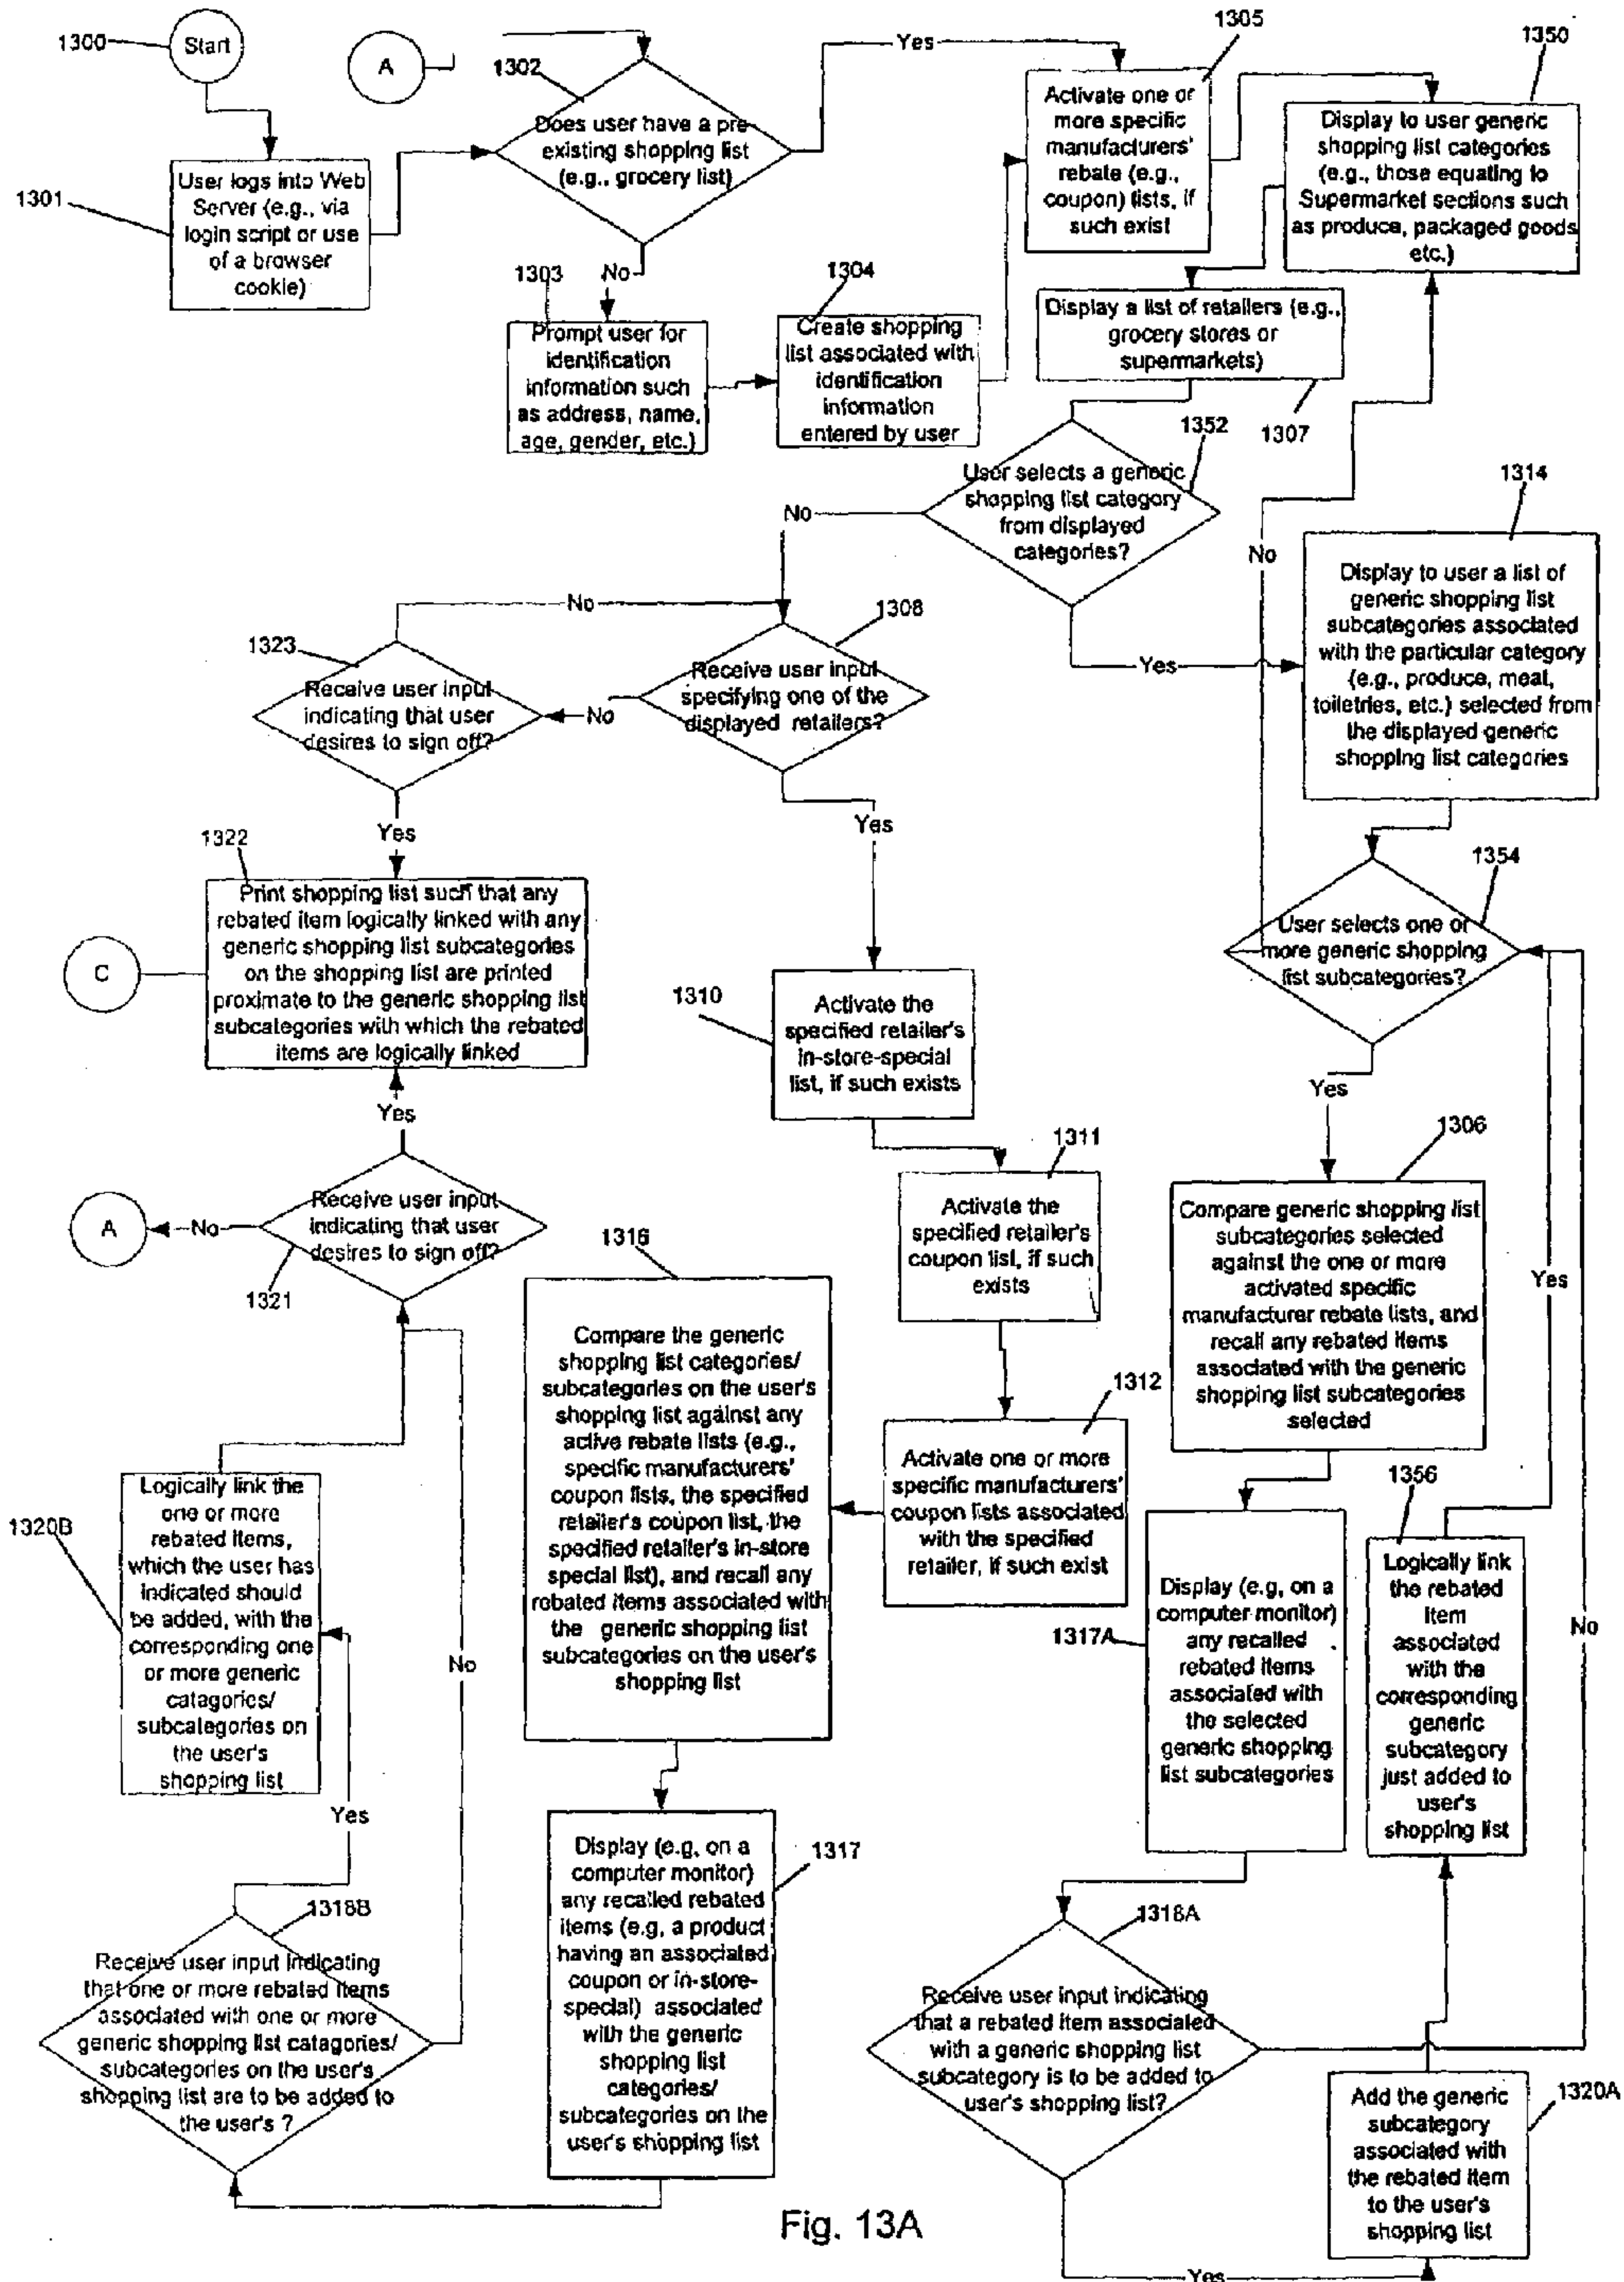 1300
Start
A
1301
User logs into Web
Server (e.g., via
login script or use
of a browser
cookie)
1302
Does user have a pre-
existing shopping list
(e.g., grocery list)
Yes
No
1303
Prompt user for
identification
information such
as address, name,
age, gender, etc.)
1304
Create shopping
list associated with
identification
information
entered by user
1305
Activate one or
more specific
manufacturers'
rebate (e.g.,
coupon) lists, if
such exist
1350
Display to user generic
shopping list categories
(e.g., those equating to
Supermarket sections such
as produce, packaged goods
etc.)
Display a list of retailers (e.g.,
grocery stores or
supermarkets)
1307
1352
User selects a generic
shopping list category
from displayed
categories?
No
Yes
1314
Display to user a list of
generic shopping list
subcategories associated
with the particular category
(e.g., produce, meat,
toiletries, etc.) selected from
the displayed generic
shopping list categories
No
1308
Receive user input
specifying one of the
displayed retailers?
No
Yes
No
1323
Receive user input
indicating that user
desires to sign off?
Yes
1322
Print shopping list such that any
rebated item logically linked with any
generic shopping list subcategories
on the shopping list are printed
proximate to the generic shopping list
subcategories with which the rebated
items are logically linked
C
1354
User selects one or
more generic shopping
list subcategories?
Yes
1310
Activate the
specified retailer's
in-store-special
list, if such exists
1311
Activate the
specified retailer's
coupon list, if such
exists
1312
Activate one or more
specific manufacturers'
coupon lists associated
with the specified
retailer, if such exist
1306
Compare generic shopping list
subcategories selected
against the one or more
activated specific
manufacturer rebate lists, and
recall any rebated items
associated with the generic
shopping list subcategories
selected
Yes
No
Yes
A
No
Receive user input
indicating that user
desires to sign off?
1321
1316
Compare the generic
shopping list categories/
subcategories on the user's
shopping list against any
active rebate lists (e.g.,
specific manufacturers'
coupon lists, the specified
retailer's coupon list, the
specified retailer's in-store
special list), and recall any
rebated items associated with
the generic shopping list
subcategories on the user's
shopping list
1320B
Logically link the
one or more
rebated items,
which the user has
indicated should
be added, with the
corresponding one
or more generic
catagories/
subcategories on
the user's
shopping list
No
Yes
1317A
Display (e.g, on a
computer monitor)
any recalled
rebated items
associated with
the selected
generic shopping
list subcategories
1356
Logically link
the rebated
item
associated
with the
corresponding
generic
subcategory
just added to
user's
shopping list
1317
Display (e.g, on a
computer monitor)
any recalled rebated
items (e.g, a product
having an associated
coupon or in-store-
special) associated
with the generic
shopping list
categories/
subcategories on the
user's shopping list
1318B
Receive user input indicating
that one or more rebated items
associated with one or more
generic shopping list catagories/
subcategories on the user's
shopping list are to be added to
the user's ?
1318A
Receive user input indicating
that a rebated item associated
with a generic shopping list
subcategory is to be added to
user's shopping list?
1320A
Add the generic
subcategory
associated with
the rebated item
to the user's
shopping list
Yes
Fig. 13A